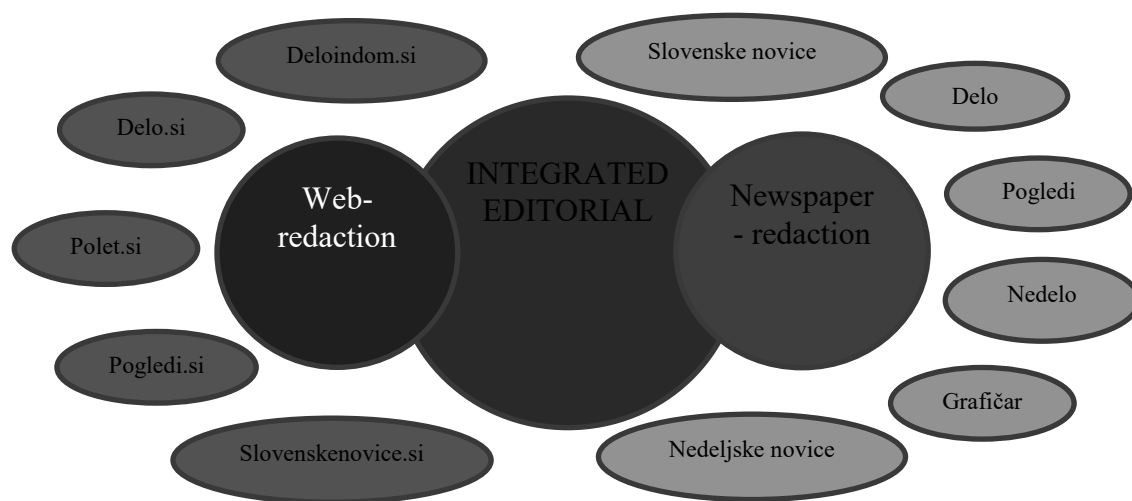 Deloindom.si
Slovenske novice
Delo.si
Delo
INTEGRATED
EDITORIAL
Web-
redaction
Newspaper
- redaction
Pogledi
Polet.si
Nedelo
Pogledi.si
Grafičar
Slovenskenovice.si
Nedeljske novice